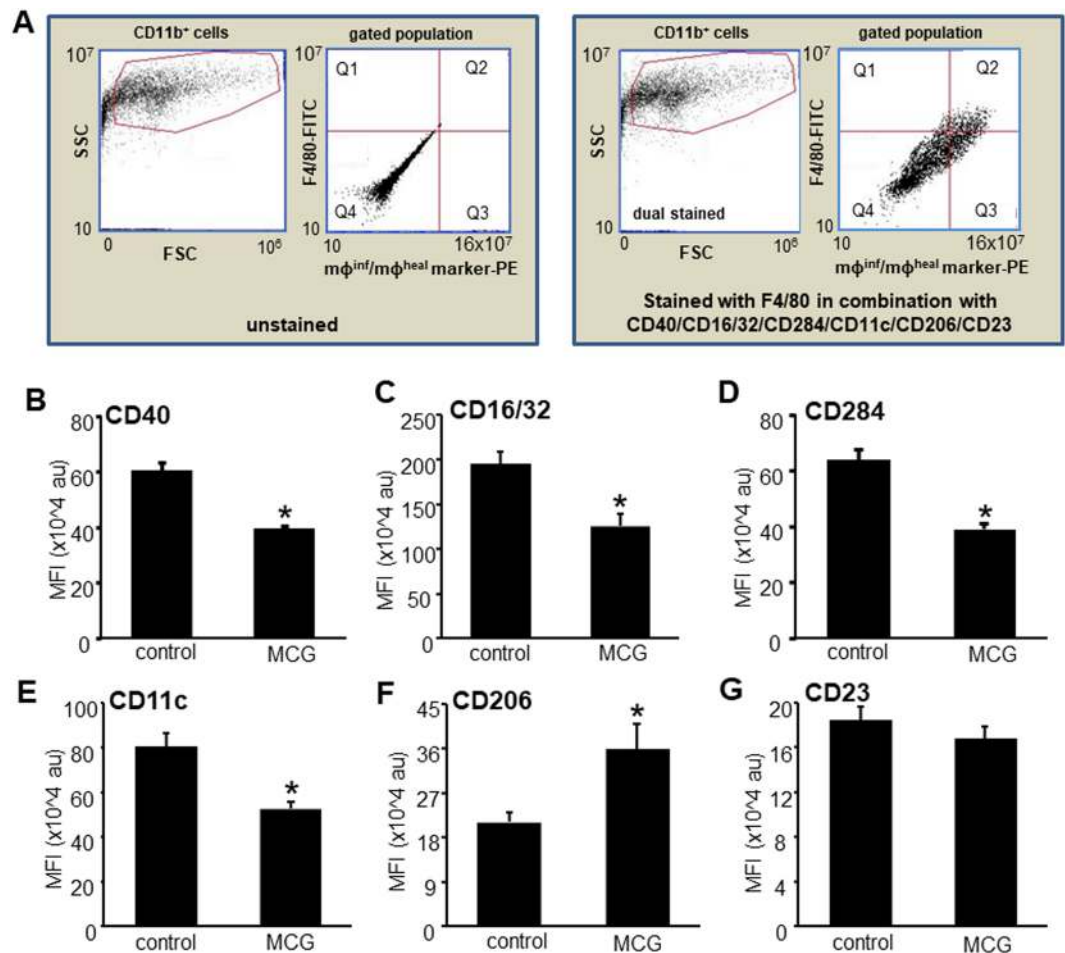 A
CD11b⁺ cells
gated population
10⁷
SSC
10
0
FSC
10⁶
10⁷
F4/80-FITC
Q1
Q2
Q4
Q3
10
16x10⁷
mϕⁱⁿᶠ/mϕʰᵉᵃˡ marker-PE
unstained
CD11b⁺ cells
gated population
10⁷
SSC
10
dual stained
0
FSC
10⁶
10⁷
F4/80-FITC
Q1
Q2
Q4
Q3
10
16x10⁷
mϕⁱⁿᶠ/mϕʰᵉᵃˡ marker-PE
Stained with F4/80 in combination with
CD40/CD16/32/CD284/CD11c/CD206/CD23
B
CD40
MFI (x10^4 au)
80
60
40
20
0
*
control
MCG
C
CD16/32
MFI (x10^4 au)
250
200
150
100
50
0
*
control
MCG
D
CD284
MFI (x10^4 au)
80
60
40
20
0
*
control
MCG
E
CD11c
MFI (x10^4 au)
100
80
60
40
20
0
*
control
MCG
F
CD206
MFI (x10^4 au)
45
36
27
18
9
0
*
control
MCG
G
CD23
MFI (x10^4 au)
20
16
12
8
4
0
control
MCG